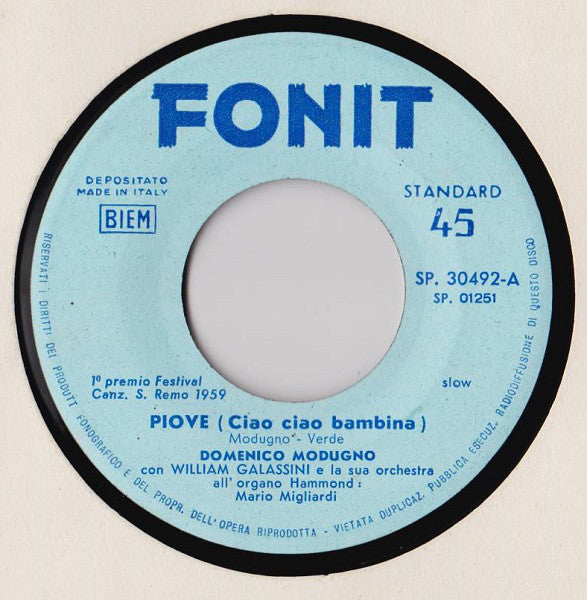 FONIT
DEPOSITATO
MADE IN ITALY
BIEM
STANDARD
45
SP. 30492-A
SP. 01251
1º premio Festival
Canz. S. Remo 1959
slow
PIOVE (Ciao ciao bambina)
Modugno - Verde
DOMENICO MODUGNO
con WILLIAM GALASSINI e la sua orchestra
all'organo Hammond:
Mario Migliardi
RISERVATI I DIRITTI DEL PRODUTT FONOGRAFICO E DEL PROPR. DELL'OPERA RIPRODOTTA - VIETATA DUPLICAZ. PUBBLICA ESECUZ. RADIODIFFUSIONE DI QUESTO DISCO